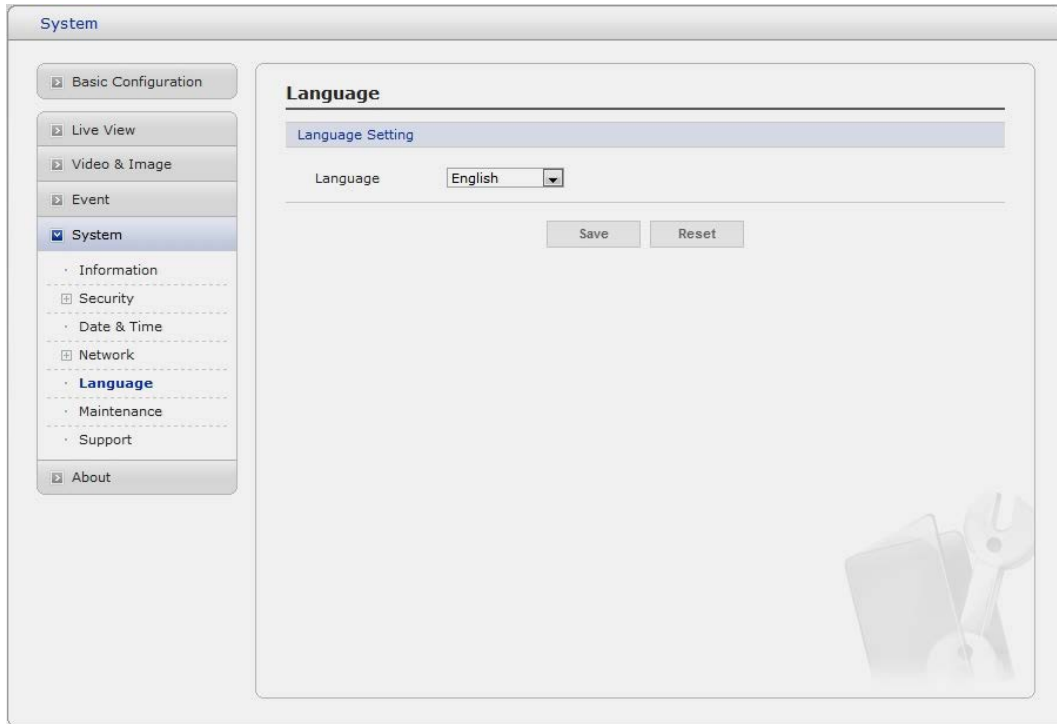 System
Basic Configuration
Live View
Video & Image
Event
System
Information
Security
Date & Time
Network
Language
Maintenance
Support
About
Language
Language Setting
Language English
Save Reset